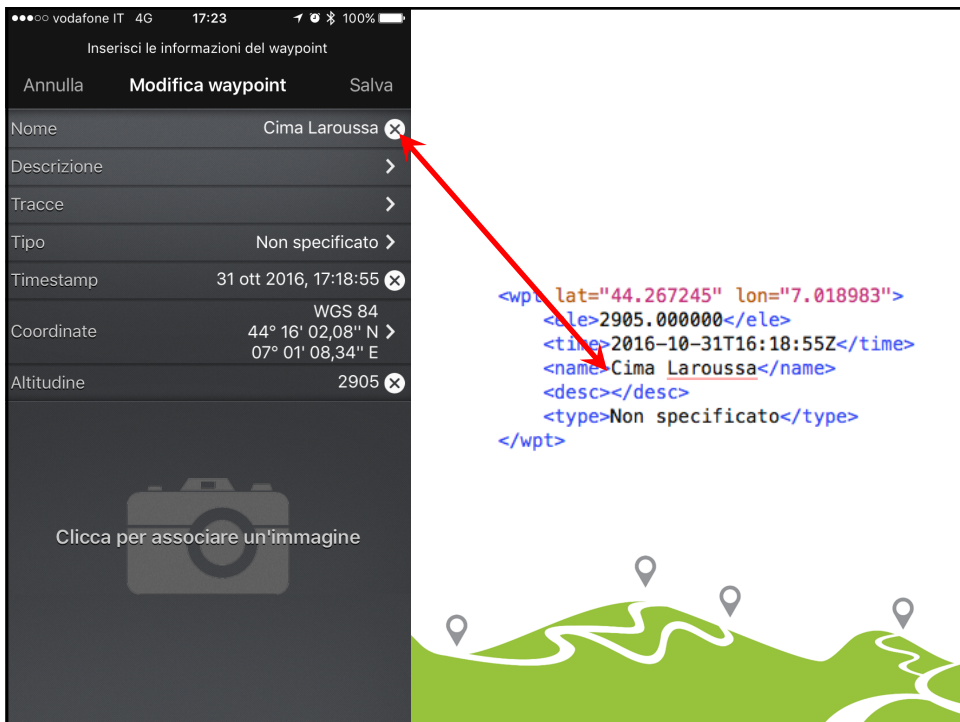 vodafone IT 4G 17:23 100%
Inserisci le informazioni del waypoint
Annulla Modifica waypoint Salva
Nome Cima Laroussa
Descrizione
Tracce
Tipo Non specificato
Timestamp 31 ott 2016, 17:18:55
Coordinate WGS 84
44° 16' 02,08'' N
07° 01' 08,34'' E
Altitudine 2905
Clicca per associare un'immagine
<wpt lat="44.267245" lon="7.018983">
<ele>2905.000000</ele>
<time>2016-10-31T16:18:55Z</time>
<name>Cima Laroussa</name>
<desc></desc>
<type>Non specificato</type>
</wpt>